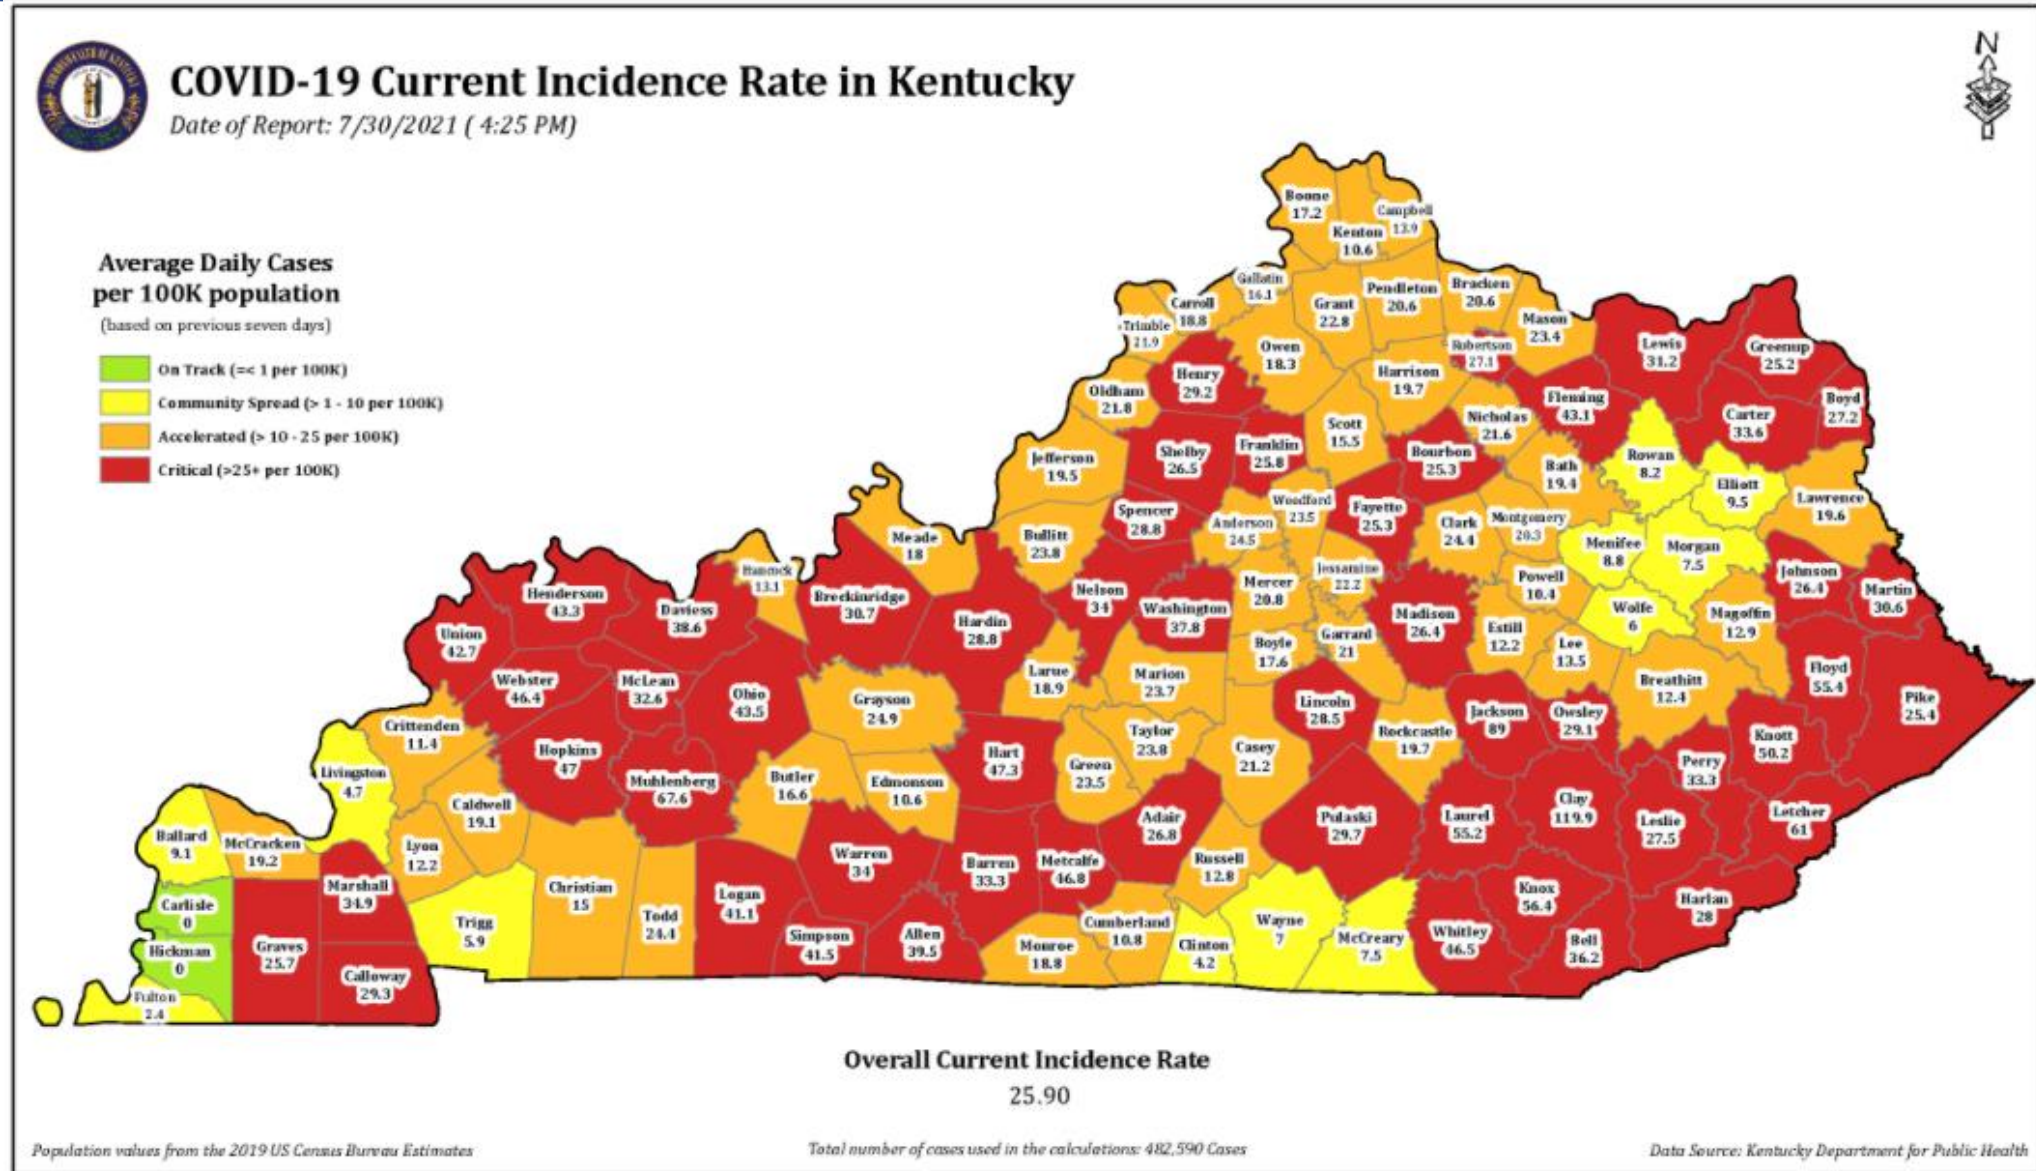 COVID-19 Current Incidence Rate in Kentucky
Date of Report: 7/30/2021 ( 4:25 PM)
N
Average Daily Cases
per 100K population
(based on previous seven days)
On Track (=< 1 per 100K)
Community Spread (> 1 - 10 per 100K)
Accelerated (> 10 - 25 per 100K)
Critical (>25+ per 100K)
Boone
17.2
Campbell
13.9
Kenton
10.6
Gallatin
16.1
Carroll
18.8
Grant
22.8
Pendleton
20.6
Bracken
20.6
Mason
23.4
Trimble
21.9
Owen
18.3
Robertson
27.1
Lewis
31.2
Greenup
25.2
Henry
29.2
Harrison
19.7
Oldham
21.8
Fleming
43.1
Boyd
27.2
Nicholas
21.6
Carter
33.6
Scott
15.5
Jefferson
19.5
Shelby
26.5
Franklin
25.8
Bourbon
25.3
Bath
19.4
Rowan
8.2
Elliott
9.5
Lawrence
19.6
Woodford
23.5
Fayette
25.3
Spencer
28.8
Anderson
24.5
Clark
24.4
Montgomery
20.3
Meade
18
Bullitt
23.8
Menifee
8.8
Morgan
7.5
Hancock
13.1
Jessamine
22.2
Johnson
26.4
Martin
30.6
Henderson
43.3
Daviess
38.6
Breckinridge
30.7
Nelson
34
Washington
37.8
Mercer
20.8
Powell
10.4
Union
42.7
Hardin
28.8
Madison
26.4
Wolfe
6
Magoffin
12.9
Boyle
17.6
Garrard
21
Estill
12.2
Lee
13.5
Webster
46.4
McLean
32.6
Ohio
43.5
Grayson
24.9
Larue
18.9
Marion
23.7
Breathitt
12.4
Floyd
55.4
Pike
25.4
Crittenden
11.4
Lincoln
28.5
Rockcastle
19.7
Jackson
89
Owsley
29.1
Hopkins
47
Muhlenberg
67.6
Butler
16.6
Edmonson
10.6
Hart
47.3
Green
23.5
Taylor
23.8
Casey
21.2
Perry
33.3
Knott
50.2
Livingston
4.7
Caldwell
19.1
Adair
26.8
Pulaski
29.7
Laurel
55.2
Clay
119.9
Leslie
27.5
Letcher
61
Ballard
9.1
McCracken
19.2
Lyon
12.2
Warren
34
Barren
33.3
Metcalfe
46.8
Russell
12.8
Marshall
34.9
Christian
15
Logan
41.1
Knox
56.4
Harlan
28
Carlisle
0
Trigg
5.9
Todd
24.4
Simpson
41.5
Allen
39.5
Monroe
18.8
Cumberland
10.8
Clinton
4.2
Wayne
7
McCreary
7.5
Whitley
46.5
Bell
36.2
Hickman
0
Graves
25.7
Calloway
29.3
Fulton
2.4
Overall Current Incidence Rate
25.90
Population values from the 2019 US Census Bureau Estimates
Total number of cases used in the calculations: 482,590 Cases
Data Source: Kentucky Department for Public Health